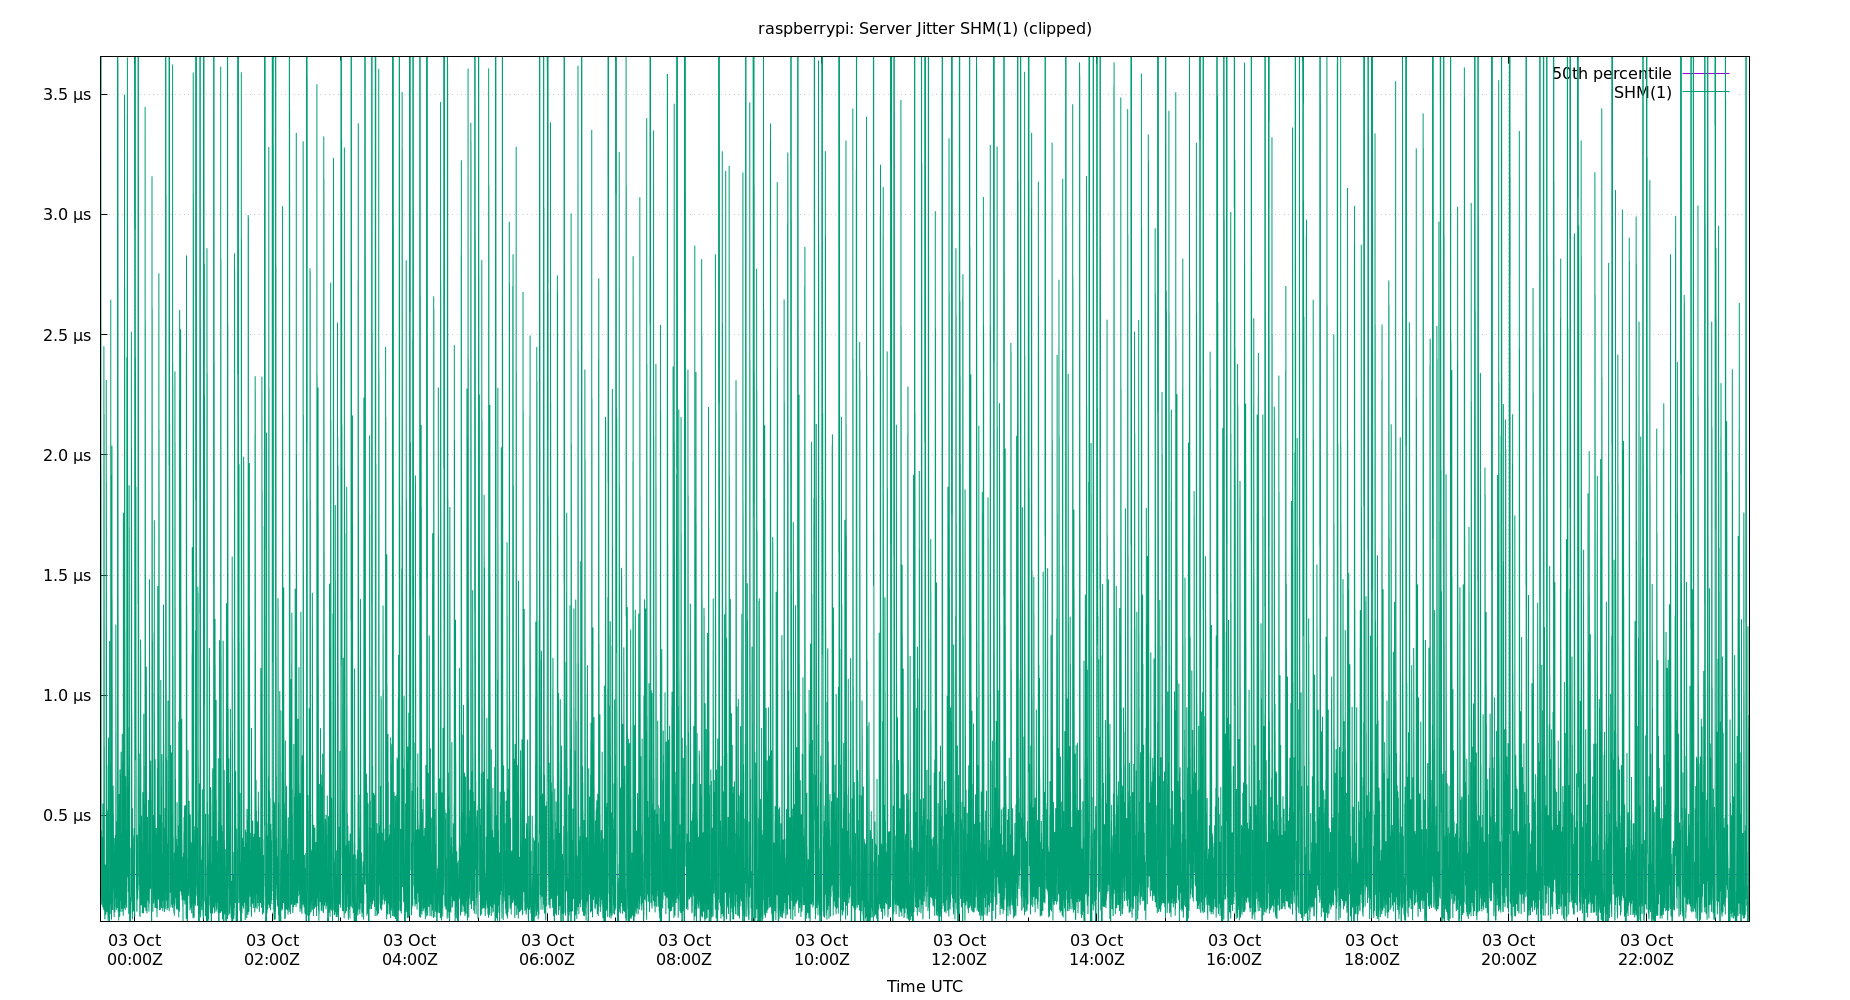 raspberrypi: Server Jitter SHM(1) (clipped)
50th percentile
SHM(1)
3.5 µs
3.0 µs
2.5 µs
2.0 µs
1.5 µs
1.0 µs
0.5 µs
03 Oct 03 Oct 03 Oct 03 Oct 03 Oct 03 Oct 03 Oct 03 Oct 03 Oct 03 Oct 03 Oct 03 Oct
00:00Z 02:00Z 04:00Z 06:00Z 08:00Z 10:00Z 12:00Z 14:00Z 16:00Z 18:00Z 20:00Z 22:00Z
Time UTC